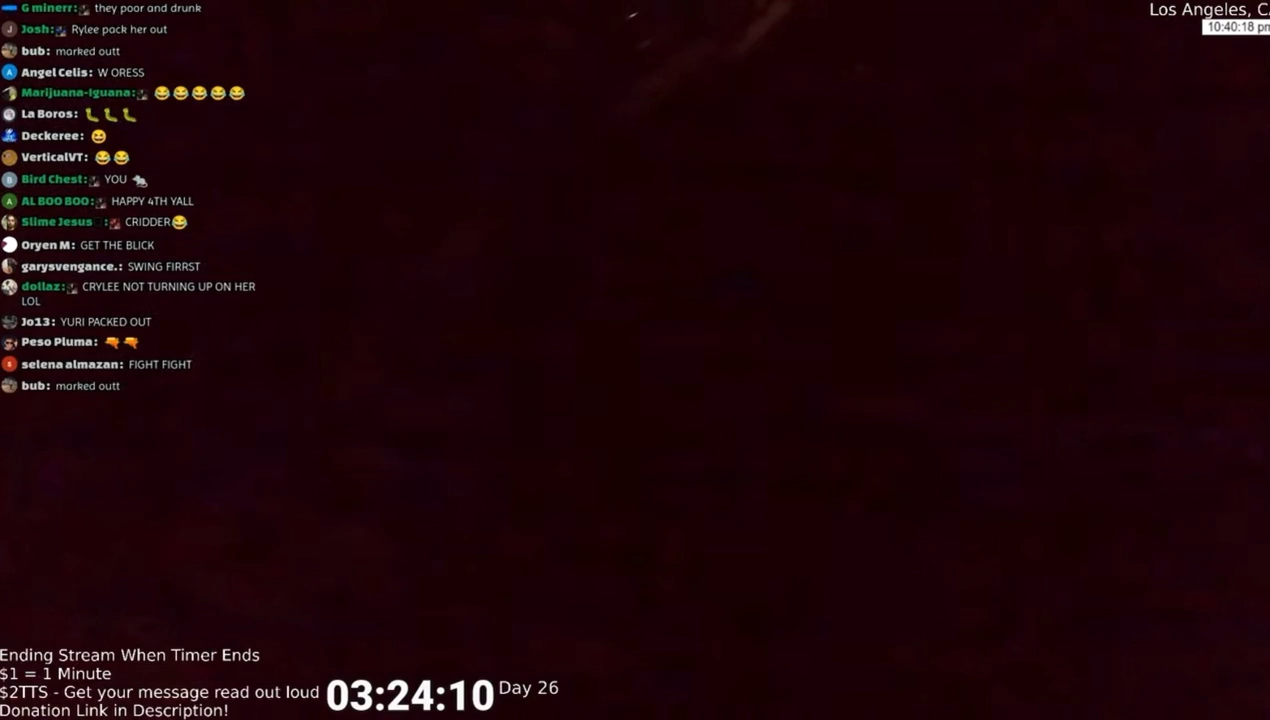 G minerr: they poor and drunk
Josh: Rylee pack her out
bub: marked outt
Angel Celis: W ORESS
Marijuana-Iguana: 😂😂😂😂😂
La Boros: 🐛🐛🐛
Deckeree: 😆
VerticalVT: 😂😂
Bird Chest: YOU 🐀
AL BOO BOO: HAPPY 4TH YALL
Slime Jesus: CRIDDER😂
Oryen M: GET THE BLICK
garysvengance.: SWING FIRRST
dollaz: CRYLEE NOT TURNING UP ON HER
LOL
Jo13: YURI PACKED OUT
Peso Pluma: 🔫🔫
selena almazan: FIGHT FIGHT
bub: marked outt
Los Angeles, C
10:40:18 pm
Ending Stream When Timer Ends
$1 = 1 Minute
$2TTS - Get your message read out loud
Donation Link in Description!
03:24:10 Day 26